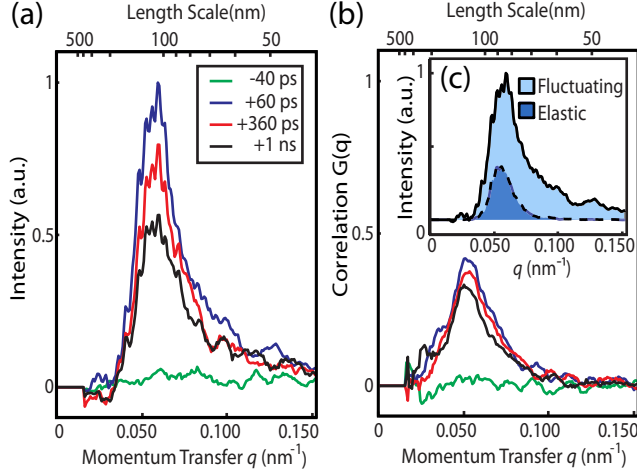 (a)
Length Scale(nm)
500
100
50
1
0.5
0
Intensity (a.u.)
-40 ps
+60 ps
+360 ps
+1 ns
0
0.050
0.100
0.150
Momentum Transfer q (nm⁻¹)
(b)
Length Scale(nm)
500
100
50
1
0.5
0
Correlation G(q)
(c)
1
0
Intensity (a.u.)
Fluctuating
Elastic
0
0.050
0.100
0.150
q (nm⁻¹)
0
0.050
0.100
0.150
Momentum Transfer q (nm⁻¹)